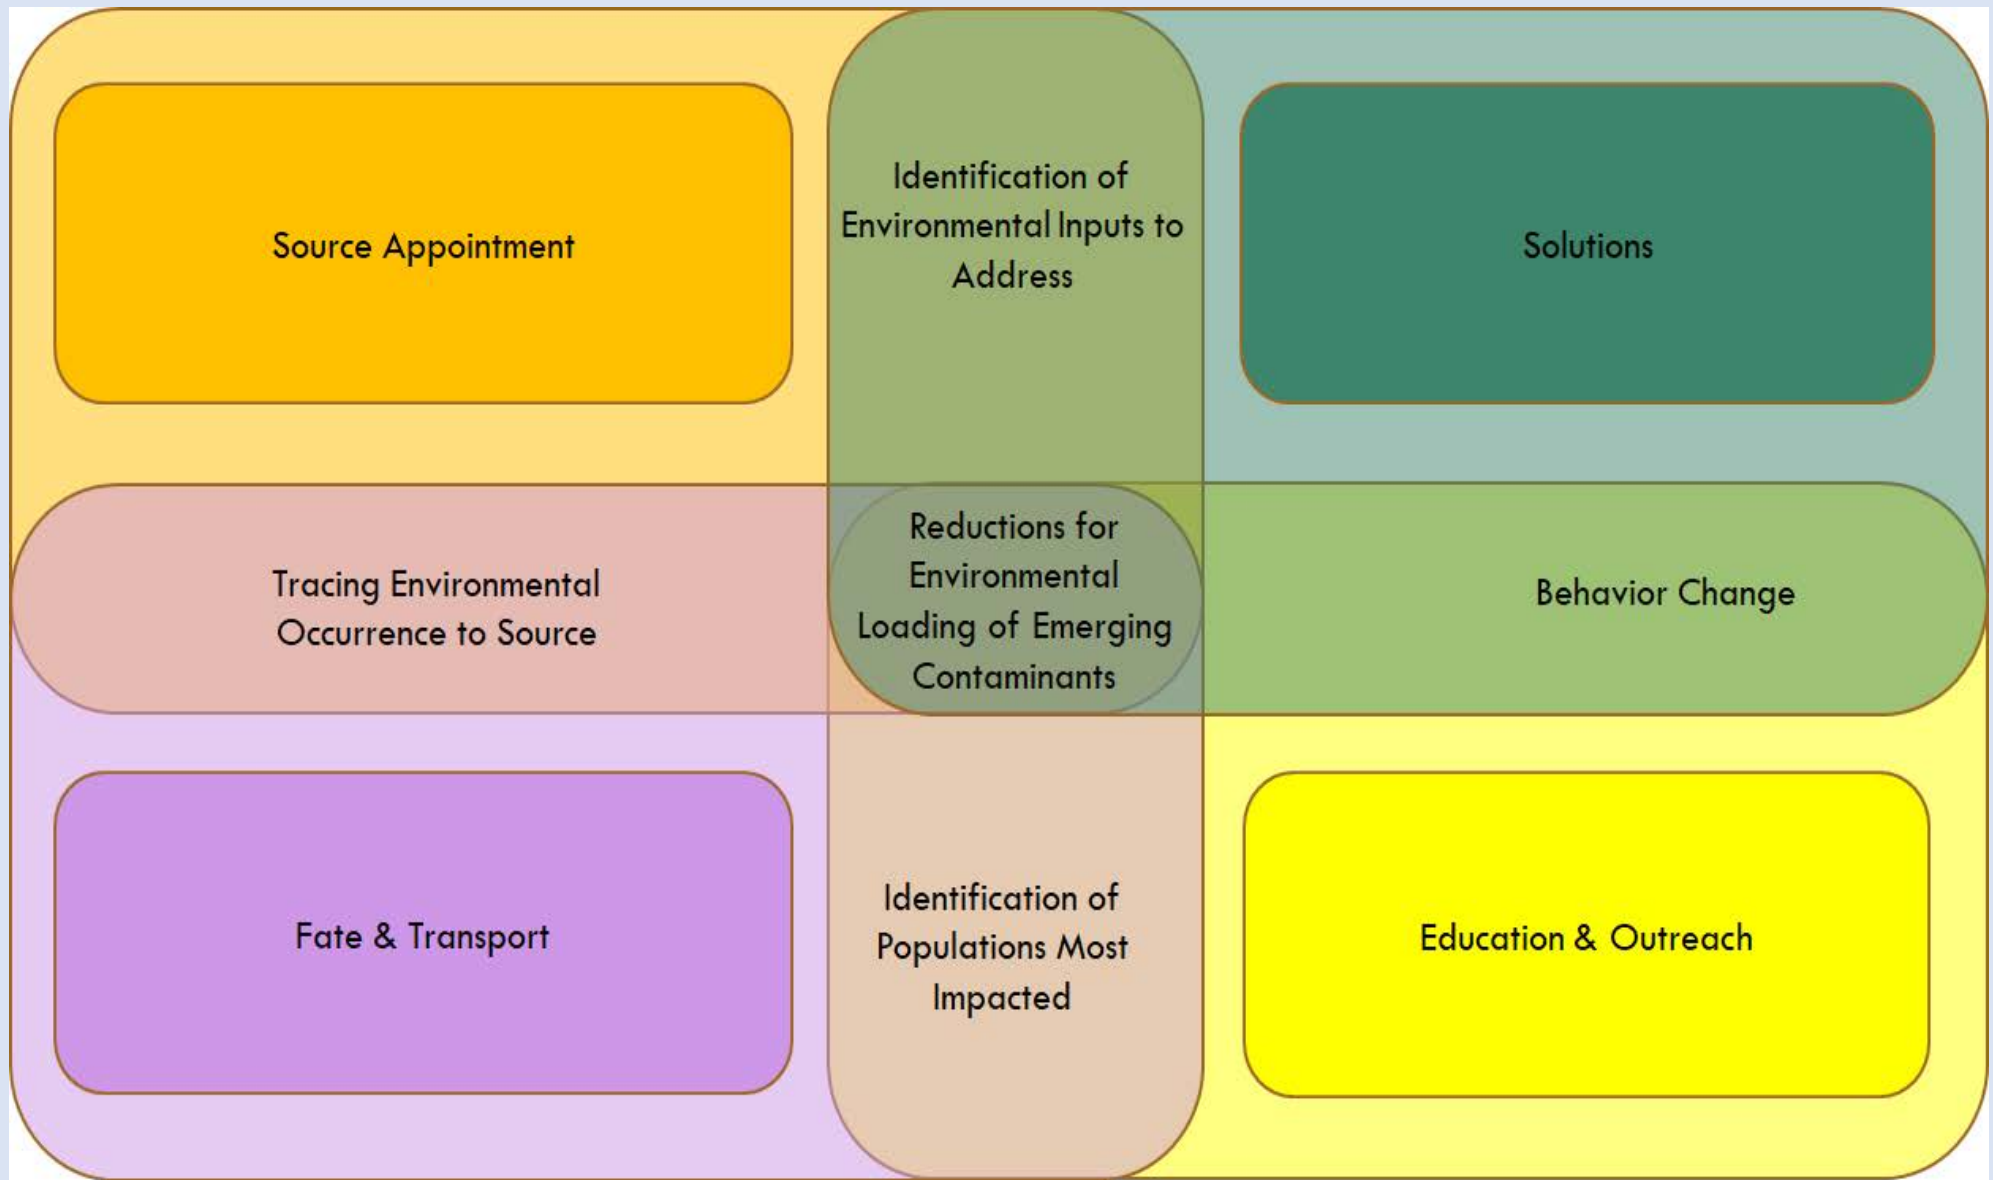 Source Appointment
Identification of
Environmental Inputs to
Address
Solutions
Tracing Environmental
Occurrence to Source
Reductions for
Environmental
Loading of Emerging
Contaminants
Behavior Change
Fate & Transport
Identification of
Populations Most
Impacted
Education & Outreach